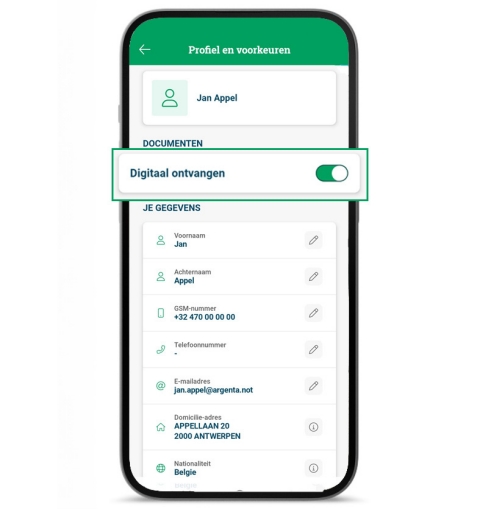 Profiel en voorkeuren
Jan Appel
DOCUMENTEN
Digitaal ontvangen
JE GEGEVENS
Voornaam
Jan
Achternaam
Appel
GSM-nummer
+32 470 00 00 00
Telefoonnummer
-
E-mailadres
jan.appel@argenta.not
Domicilie-adres
APPELLAAN 20
2000 ANTWERPEN
Nationaliteit
Belgie